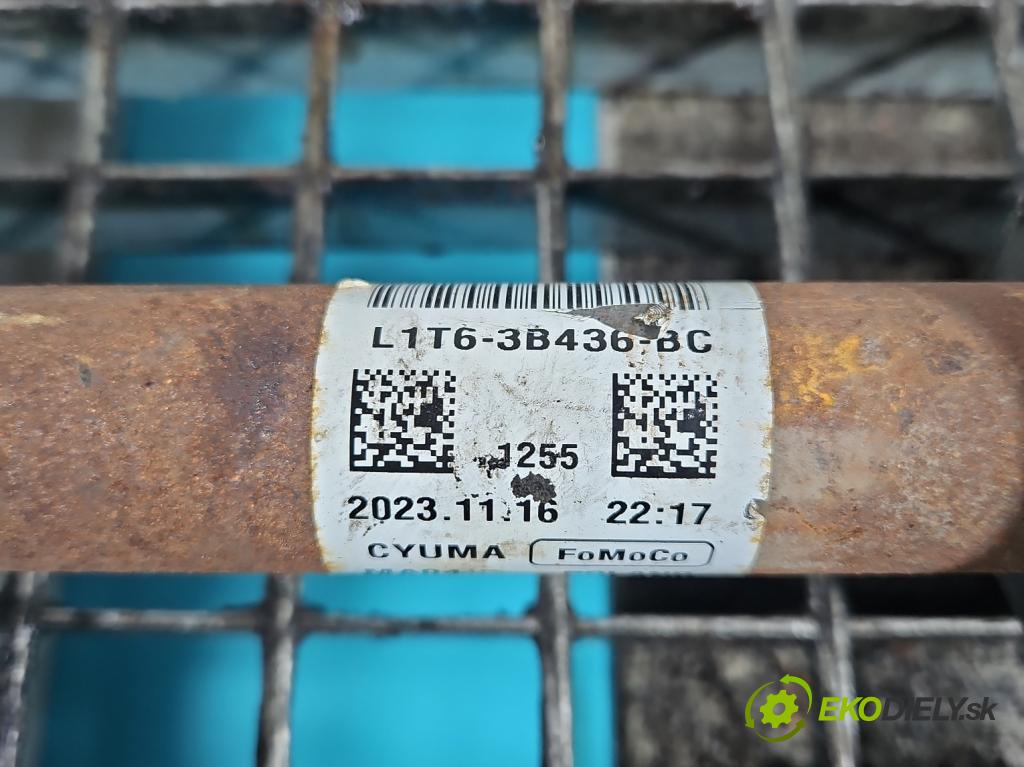 L1T6-3B436-BC
1255
2023.11.16 22:17
CYUMA FoMoCo
EKODIELY.sk